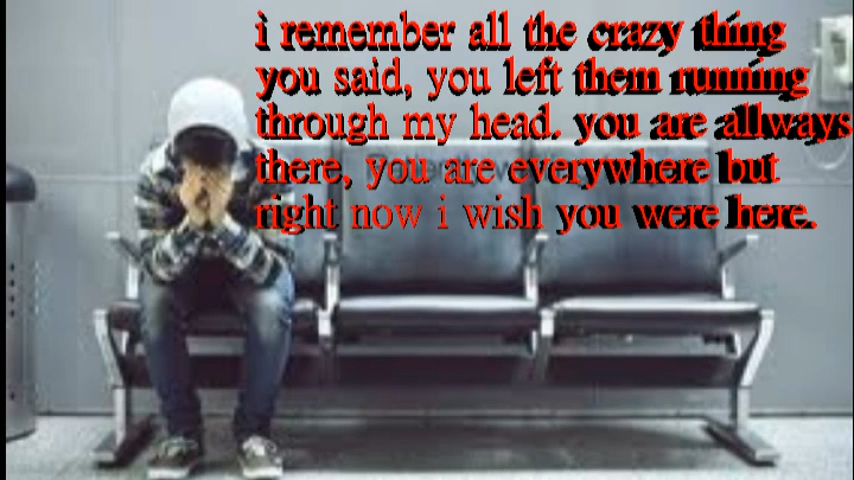 i remember all the crazy thing
you said, you left them running
through my head. you are allways
there, you are everywhere but
right now i wish you were here.